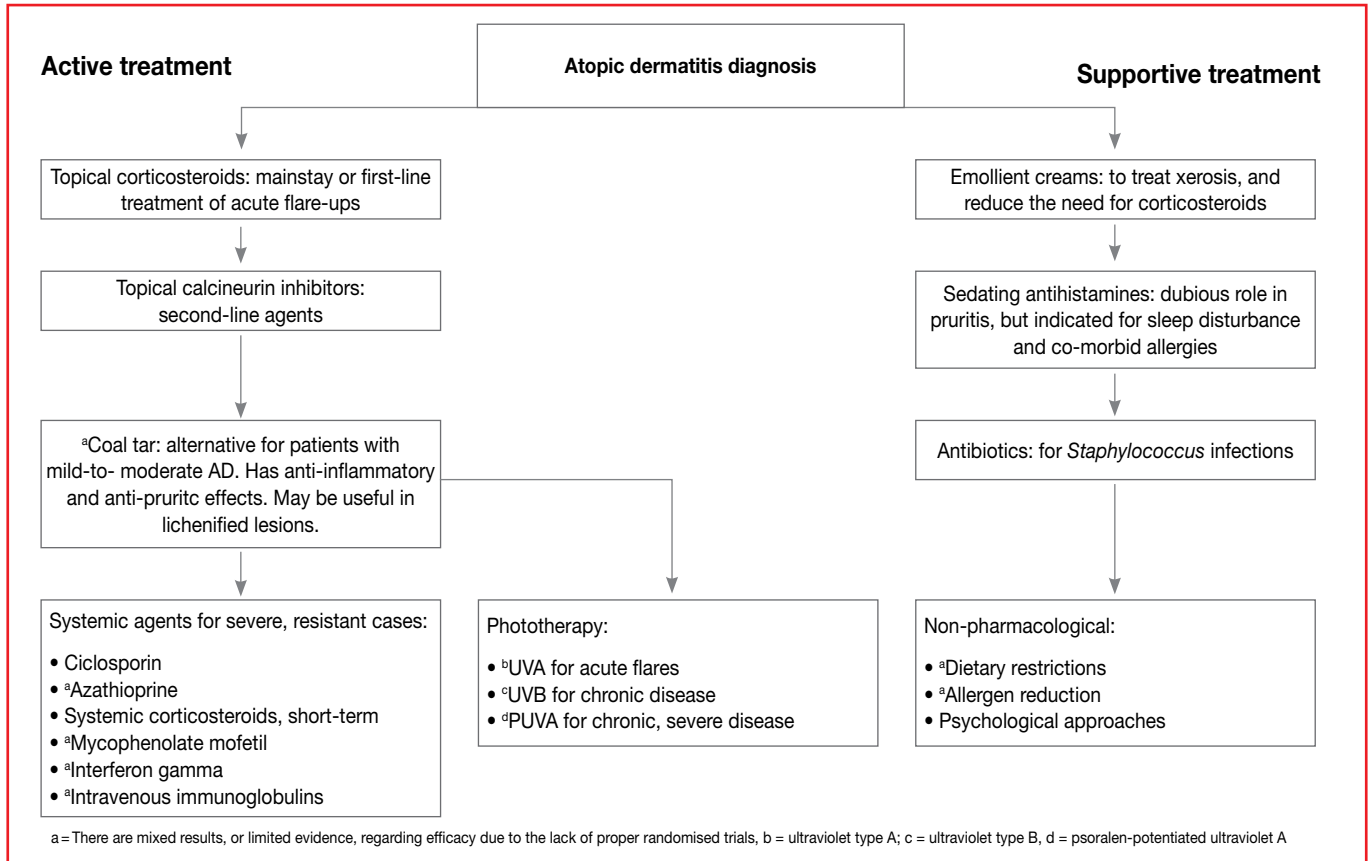 Atopic dermatitis diagnosis
Active treatment
Supportive treatment
Topical corticosteroids: mainstay or first-line
treatment of acute flare-ups
Topical calcineurin inhibitors:
second-line agents
aCoal tar: alternative for patients with
mild-to- moderate AD. Has anti-inflammatory
and anti-pruritc effects. May be useful in
lichenified lesions.
Systemic agents for severe, resistant cases:
• Ciclosporin
• aAzathioprine
• Systemic corticosteroids, short-term
• aMycophenolate mofetil
• aInterferon gamma
• aIntravenous immunoglobulins
Phototherapy:
• bUVA for acute flares
• cUVB for chronic disease
• dPUVA for chronic, severe disease
Emollient creams: to treat xerosis, and
reduce the need for corticosteroids
Sedating antihistamines: dubious role in
pruritis, but indicated for sleep disturbance
and co-morbid allergies
Antibiotics: for Staphylococcus infections
Non-pharmacological:
• aDietary restrictions
• aAllergen reduction
• Psychological approaches
a = There are mixed results, or limited evidence, regarding efficacy due to the lack of proper randomised trials, b = ultraviolet type A; c = ultraviolet type B, d = psoralen-potentiated ultraviolet A